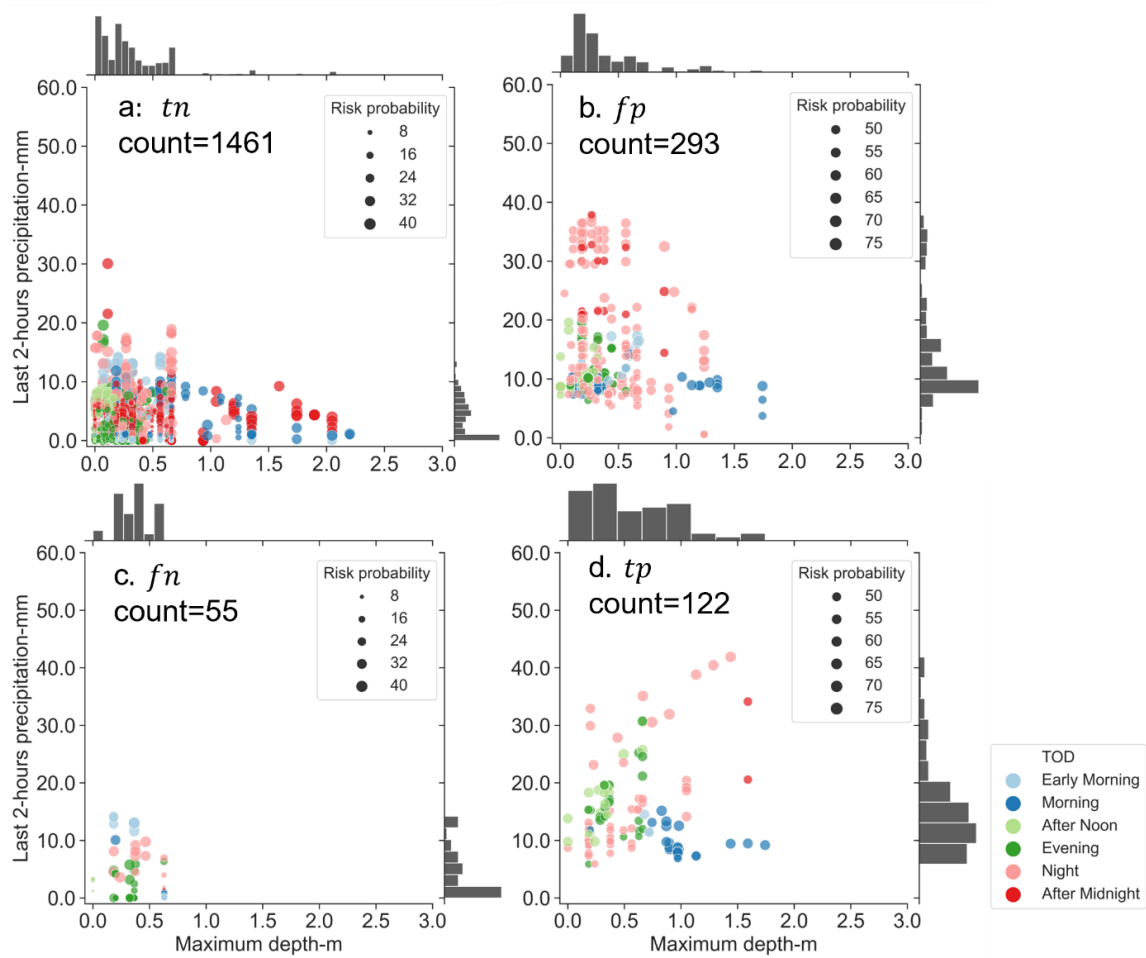 a: tn
count=1461
Risk probability
8
16
24
32
40
Last 2-hours precipitation-mm
60.0
50.0
40.0
30.0
20.0
10.0
0.0
0.0 0.5 1.0 1.5 2.0 2.5 3.0
b. fp
count=293
Risk probability
50
55
60
65
70
75
60.0
50.0
40.0
30.0
20.0
10.0
0.0
0.0 0.5 1.0 1.5 2.0 2.5 3.0
c. fn
count=55
Risk probability
8
16
24
32
40
Last 2-hours precipitation-mm
60.0
50.0
40.0
30.0
20.0
10.0
0.0
0.0 0.5 1.0 1.5 2.0 2.5 3.0
Maximum depth-m
d. tp
count=122
Risk probability
50
55
60
65
70
75
60.0
50.0
40.0
30.0
20.0
10.0
0.0
0.0 0.5 1.0 1.5 2.0 2.5 3.0
Maximum depth-m
TOD
Early Morning
Morning
After Noon
Evening
Night
After Midnight